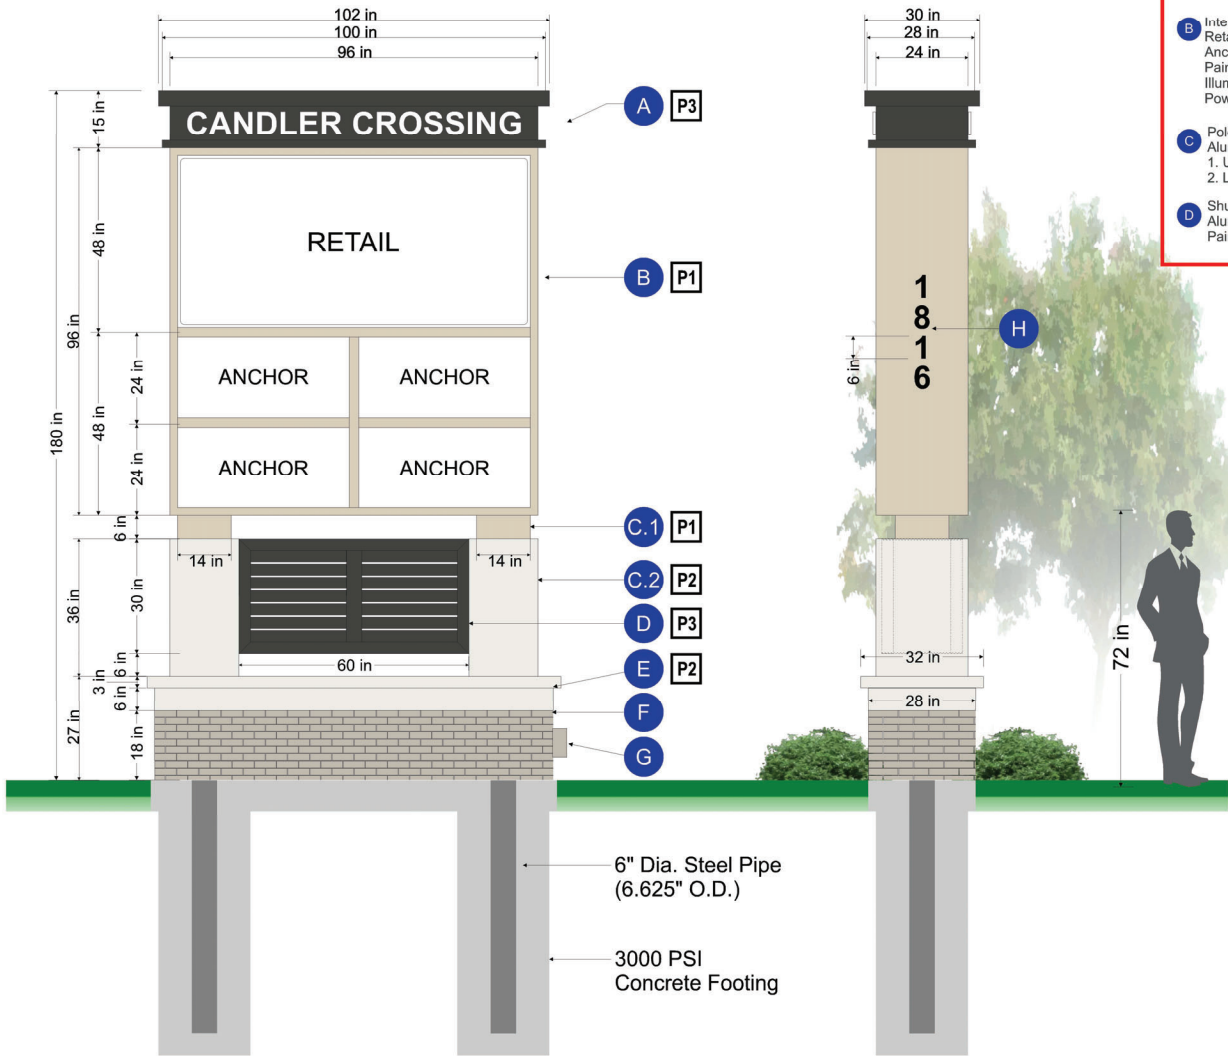 102 in
100 in
96 in
30 in
28 in
24 in
15 in
CANDLER CROSSING
A P3
48 in
96 in
180 in
RETAIL
B P1
24 in
48 in
24 in
ANCHOR ANCHOR
ANCHOR ANCHOR
1
8
1
6
H
6 in
6 in
C.1 P1
14 in
14 in
C.2 P2
36 in
30 in
D P3
60 in
6 in
E P2
3 in
6 in
F
27 in
18 in
G
32 in
28 in
72 in
6" Dia. Steel Pipe
(6.625" O.D.)
3000 PSI
Concrete Footing
B
C
1.
2.
D